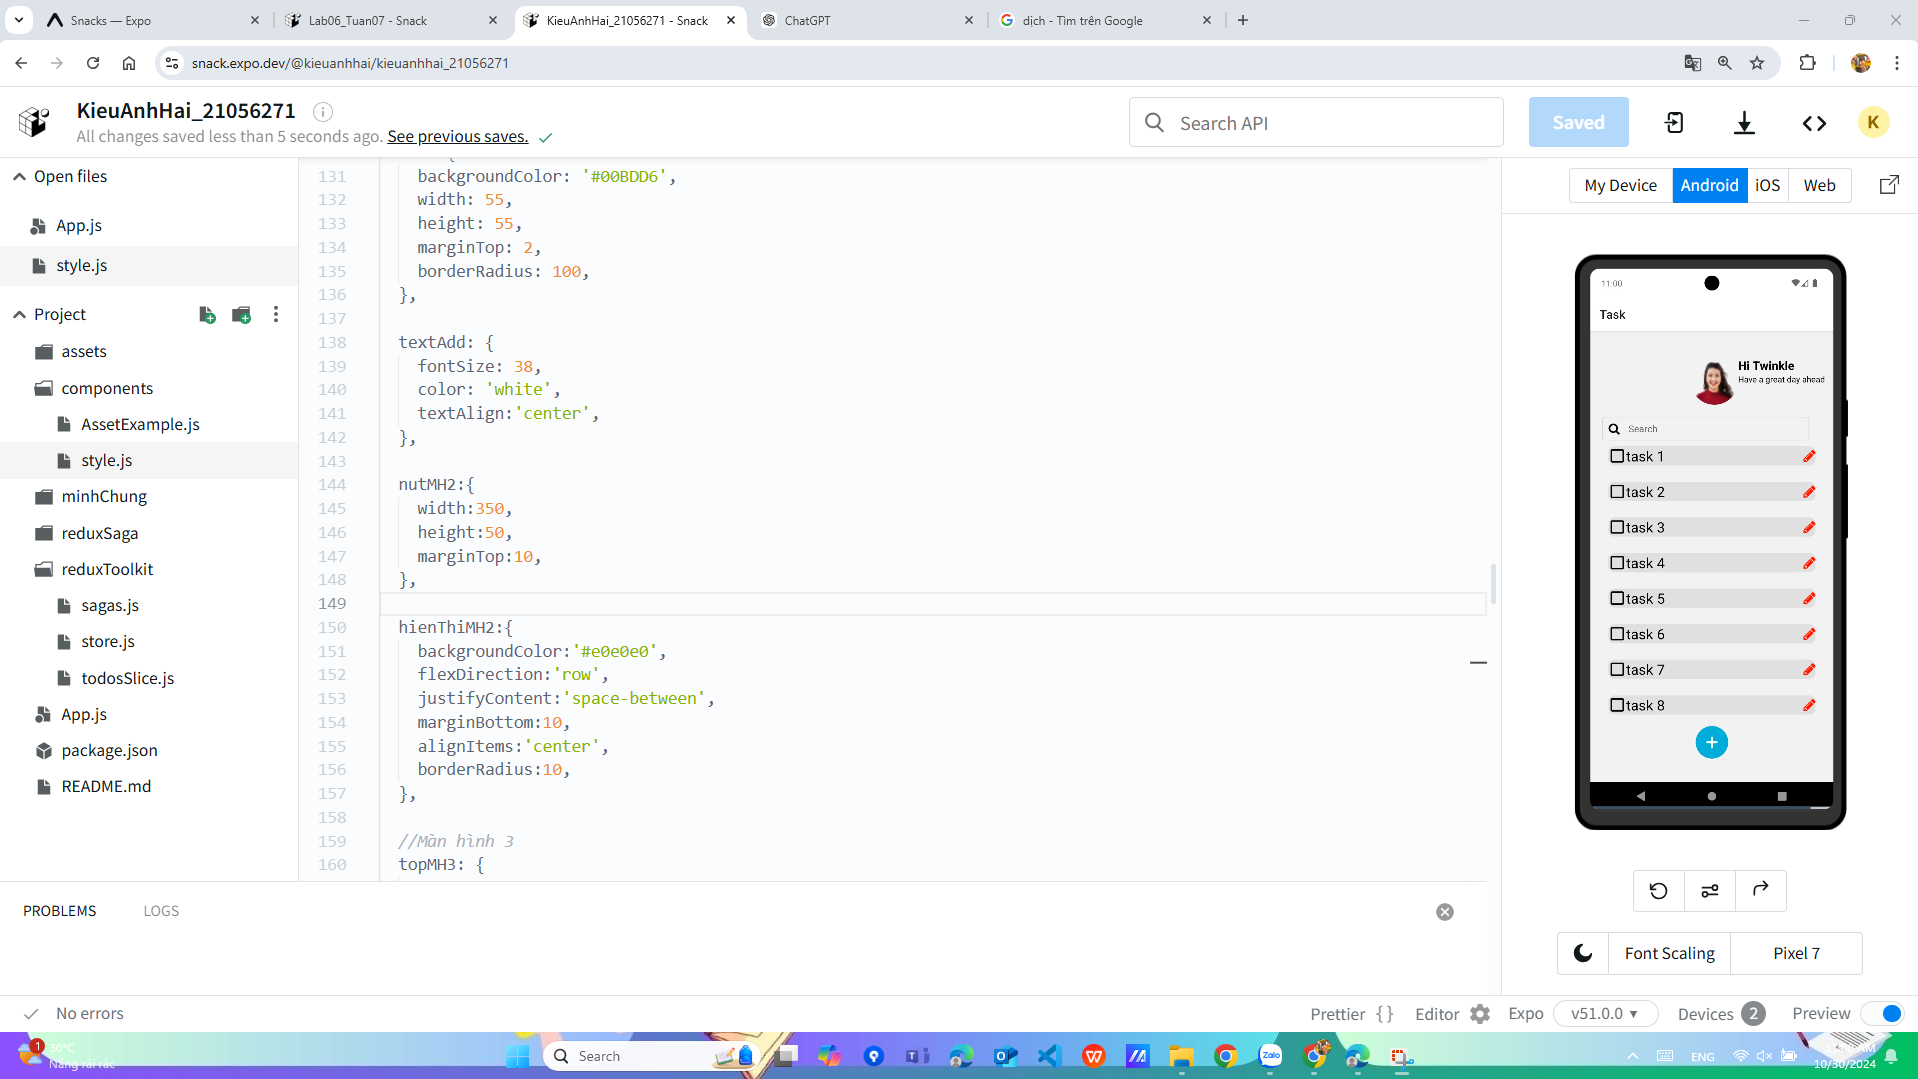 Snacks — Expo
Lab06_Tuan07 - Snack
KieuAnhHai_21056271 - Snack
ChatGPT
dịch - Tìm trên Google
snack.expo.dev/@kieuanhhai/kieuanhhai_21056271
KieuAnhHai_21056271
All changes saved less than 5 seconds ago. See previous saves.
Search API
Saved
K
Open files
App.js
style.js
Project
assets
components
AssetExample.js
style.js
minhChung
reduxSaga
reduxToolkit
sagas.js
store.js
todosSlice.js
App.js
package.json
README.md
131 backgroundColor: '#00BDD6',
132 width: 55,
133 height: 55,
134 marginTop: 2,
135 borderRadius: 100,
136 },
137
138 textAdd: {
139 fontSize: 38,
140 color: 'white',
141 textAlign:'center',
142 },
143
144 nutMH2:{
145 width:350,
146 height:50,
147 marginTop:10,
148 },
149
150 hienThiMH2:{
151 backgroundColor:'#e0e0e0',
152 flexDirection:'row',
153 justifyContent:'space-between',
154 marginBottom:10,
155 alignItems:'center',
156 borderRadius:10,
157 },
158
159 //Màn hình 3
160 topMH3: {
My Device
Android
iOS
Web
11:00
Task
Hi Twinkle
Have a great day ahead
Search
task 1
task 2
task 3
task 4
task 5
task 6
task 7
task 8
+
Font Scaling
Pixel 7
PROBLEMS
LOGS
No errors
Prettier { }
Editor
Expo
v51.0.0
Devices 2
Preview
1
30°C
Nắng rải rác
Search
Zalo
ENG
10/30/2024